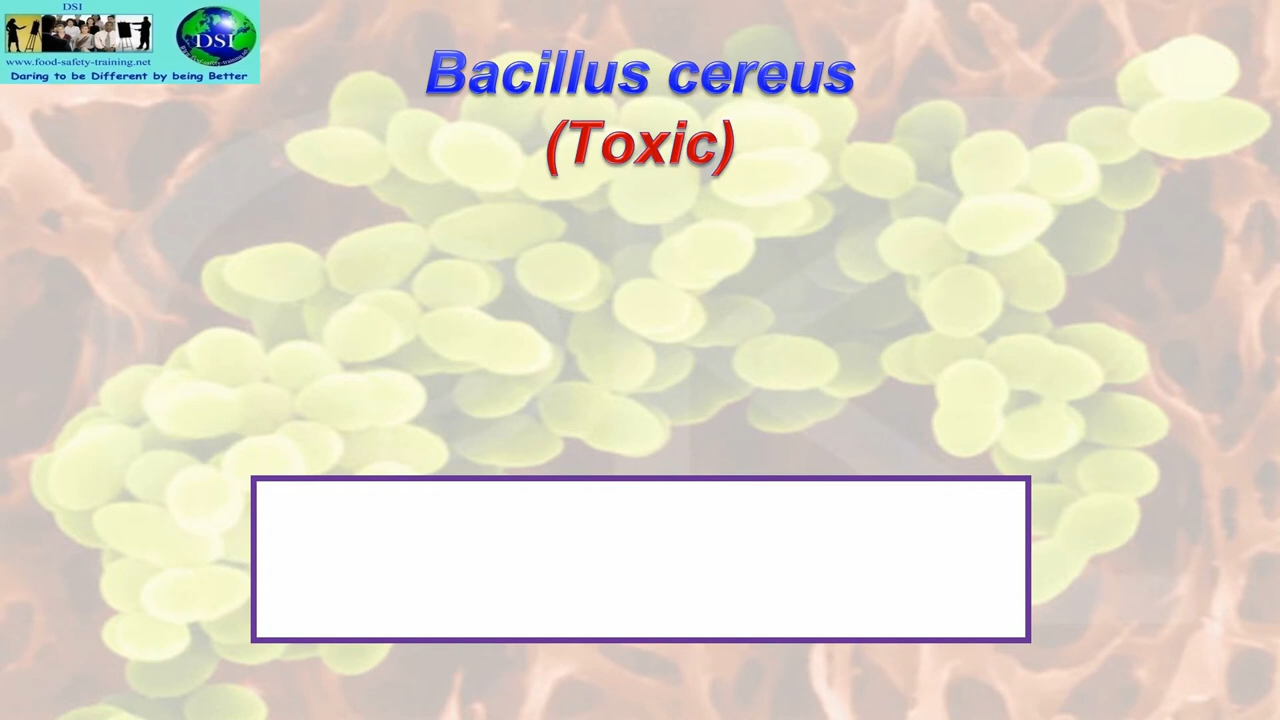 DSI
DSI
www.food-safety-training.net
Daring to be Different by being Better
Bacillus cereus
(Toxic)